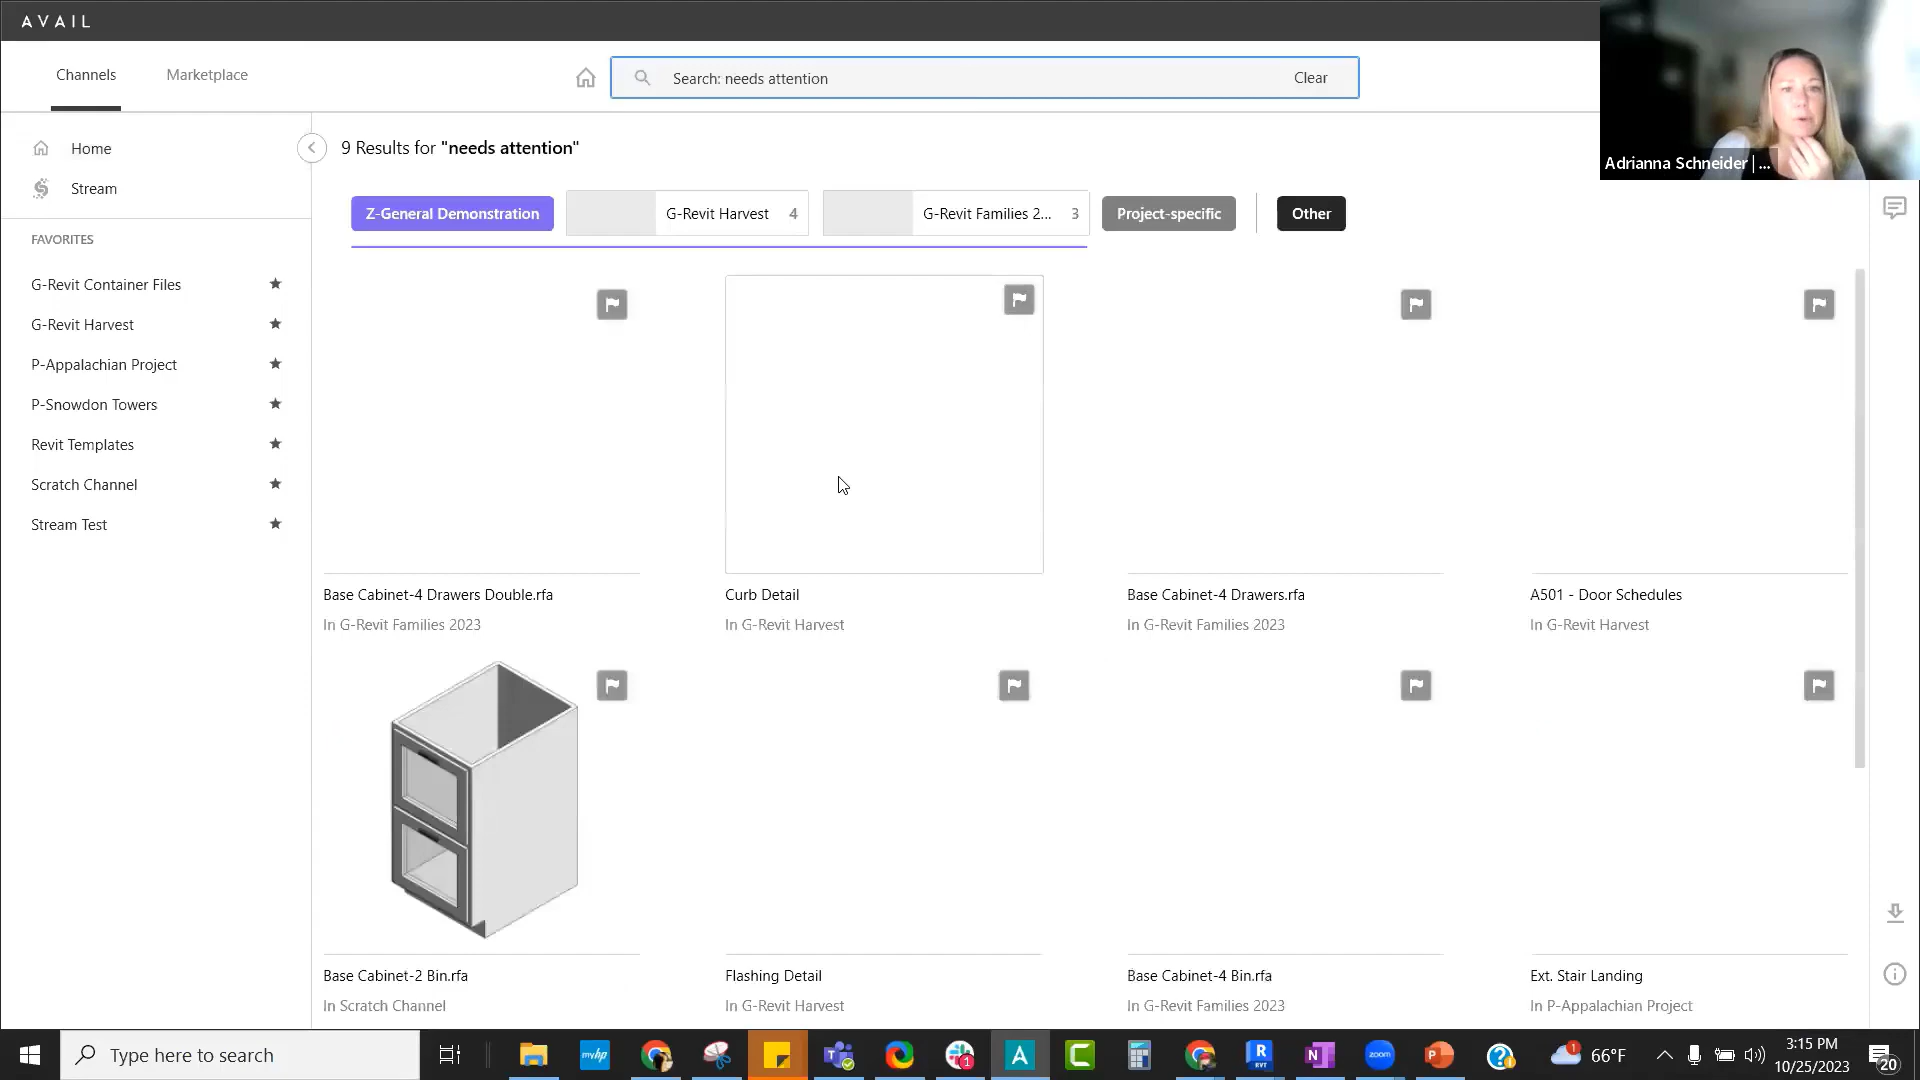 AVAIL
Channels
Marketplace
Search: needs attention
Clear
Adrianna Schneider | ...
Home
Stream
FAVORITES
G-Revit Container Files
G-Revit Harvest
P-Appalachian Project
P-Snowdon Towers
Revit Templates
Scratch Channel
Stream Test
9 Results for "needs attention"
Z-General Demonstration
G-Revit Harvest 4
G-Revit Families 2... 3
Project-specific
Other
Base Cabinet-4 Drawers Double.rfa
In G-Revit Families 2023
Curb Detail
In G-Revit Harvest
Base Cabinet-4 Drawers.rfa
In G-Revit Families 2023
A501 - Door Schedules
In G-Revit Harvest
Base Cabinet-2 Bin.rfa
In Scratch Channel
Flashing Detail
In G-Revit Harvest
Base Cabinet-4 Bin.rfa
In G-Revit Families 2023
Ext. Stair Landing
In P-Appalachian Project
Type here to search
myhp
1
A
C
R
RVT
N
zoom
P
?
1
66°F
3:15 PM
10/25/2023
20